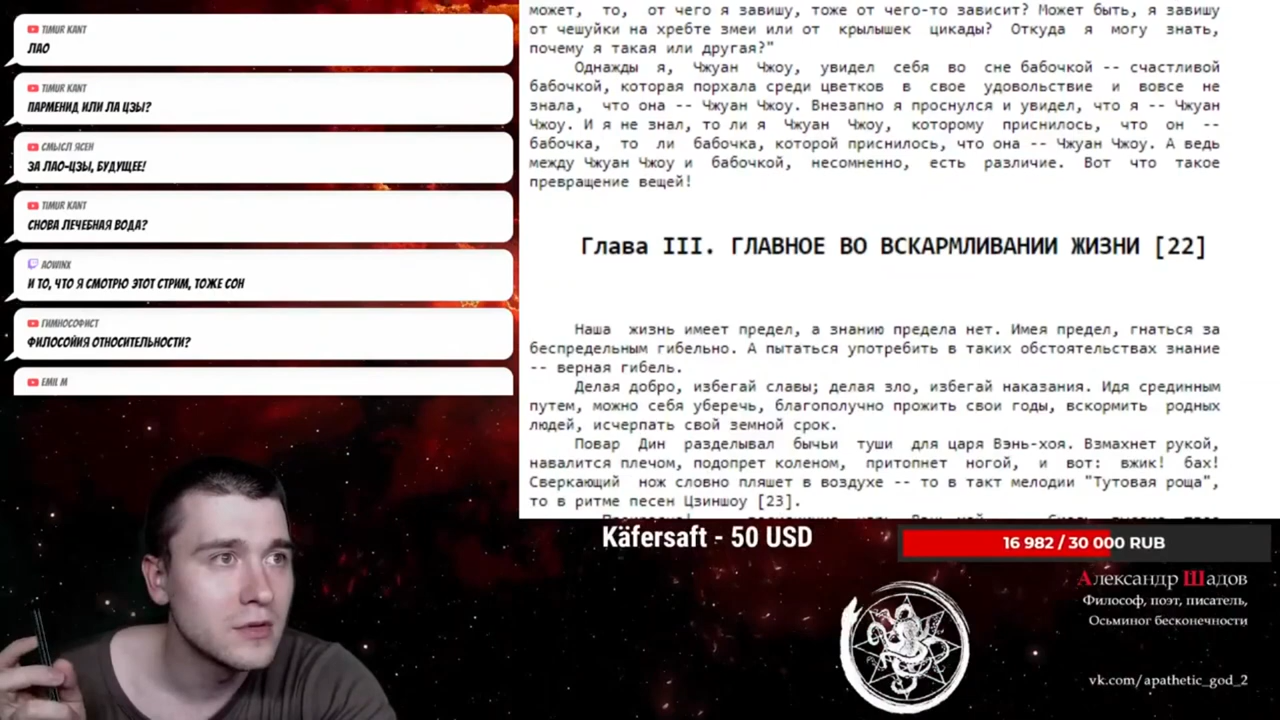 TIMUR KANT
ЛАО
TIMUR KANT
ПАРМЕНИД ИЛИ ЛА ЦЗЫ?
СМЫСЛ ЯСЕН
ЗА ЛАО-ЦЗЫ, БУДУЩЕЕ!
TIMUR KANT
СНОВА ЛЕЧЕБНАЯ ВОДА?
AOWINX
И ТО, ЧТО Я СМОТРЮ ЭТОТ СТРИМ, ТОЖЕ СОН
ГИМНОСОФИСТ
ФИЛОСОЙИЯ ОТНОСИТЕЛЬНОСТИ?
EMIL M
может, то, от чего я завишу, тоже от чего-то зависит? Может быть, я завишу
от чешуйки на хребте змеи или от крылышек цикады? Откуда я могу знать,
почему я такая или другая?"
Однажды я, Чжуан Чжоу, увидел себя во сне бабочкой -- счастливой
бабочкой, которая порхала среди цветков в свое удовольствие и вовсе не
знала, что она -- Чжуан Чжоу. Внезапно я проснулся и увидел, что я -- Чжуан
Чжоу. И я не знал, то ли я Чжуан Чжоу, которому приснилось, что он --
бабочка, то ли бабочка, которой приснилось, что она -- Чжуан Чжоу. А ведь
между Чжуан Чжоу и бабочкой, несомненно, есть различие. Вот что такое
превращение вещей!
Глава III. ГЛАВНОЕ ВО ВСКАРМЛИВАНИИ ЖИЗНИ [22]
Наша жизнь имеет предел, а знанию предела нет. Имея предел, гнаться за
беспредельным гибельно. А пытаться употребить в таких обстоятельствах знание
-- верная гибель.
Делая добро, избегай славы; делая зло, избегай наказания. Идя срединным
путем, можно себя уберечь, благополучно прожить свои годы, вскормить родных
людей, исчерпать свой земной срок.
Повар Дин разделывал бычьи туши для царя Вэнь-хоя. Взмахнет рукой,
навалится плечом, подопрет коленом, притопнет ногой, и вот: вжик! бах!
Сверкающий нож словно пляшет в воздухе -- то в такт мелодии "Тутовая роща",
то в ритме песен Цзиншоу [23].
Käfersaft - 50 USD
16 982 / 30 000 RUB
Александр Шадов
Философ, поэт, писатель,
Осьминог бесконечности
vk.com/apathetic_god_2